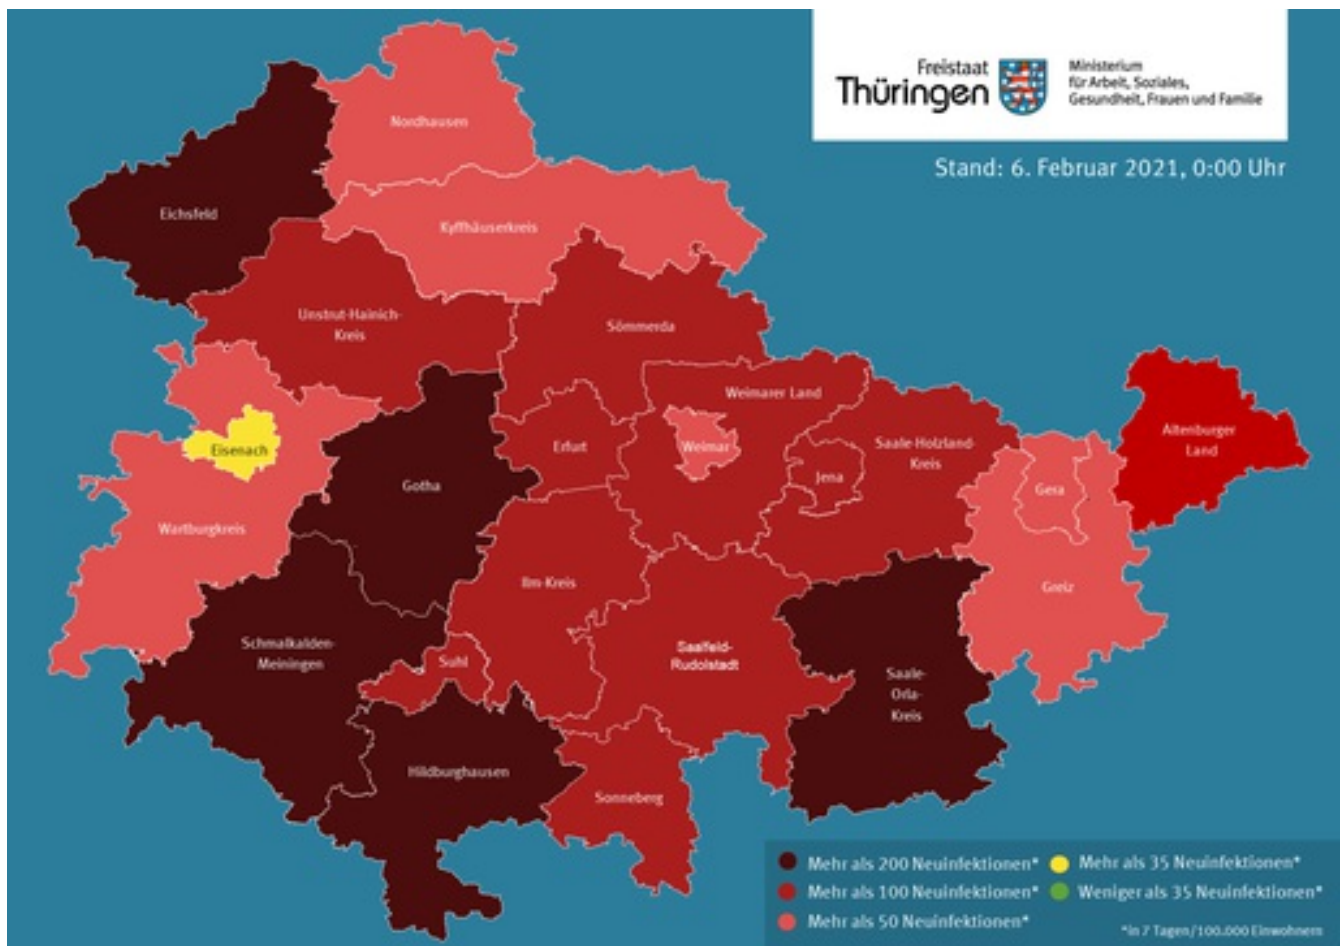 Freistaat
Thüringen
Ministerium
für Arbeit, Soziales,
Gesundheit, Frauen und Familie
Stand: 6. Februar 2021, 0:00 Uhr
Nordhausen
Eichsfeld
Kyffhäuserkreis
Unstrut-Hainich-
Kreis
Sömmerda
Weimarer Land
Altenburger
Land
Eisenach
Erfurt
Weimar
Saale-Holzland-
Kreis
Jena
Gotha
Gera
Wartburgkreis
Ilm-Kreis
Greiz
Schmalkalden-
Meiningen
Suhl
Saalfeld-
Rudolstadt
Saale-
Orla-
Kreis
Hildburghausen
Sonneberg
Mehr als 200 Neuinfektionen*
Mehr als 35 Neuinfektionen*
Mehr als 100 Neuinfektionen*
Weniger als 35 Neuinfektionen*
Mehr als 50 Neuinfektionen*
*in 7 Tagen/100.000 Einwohnern